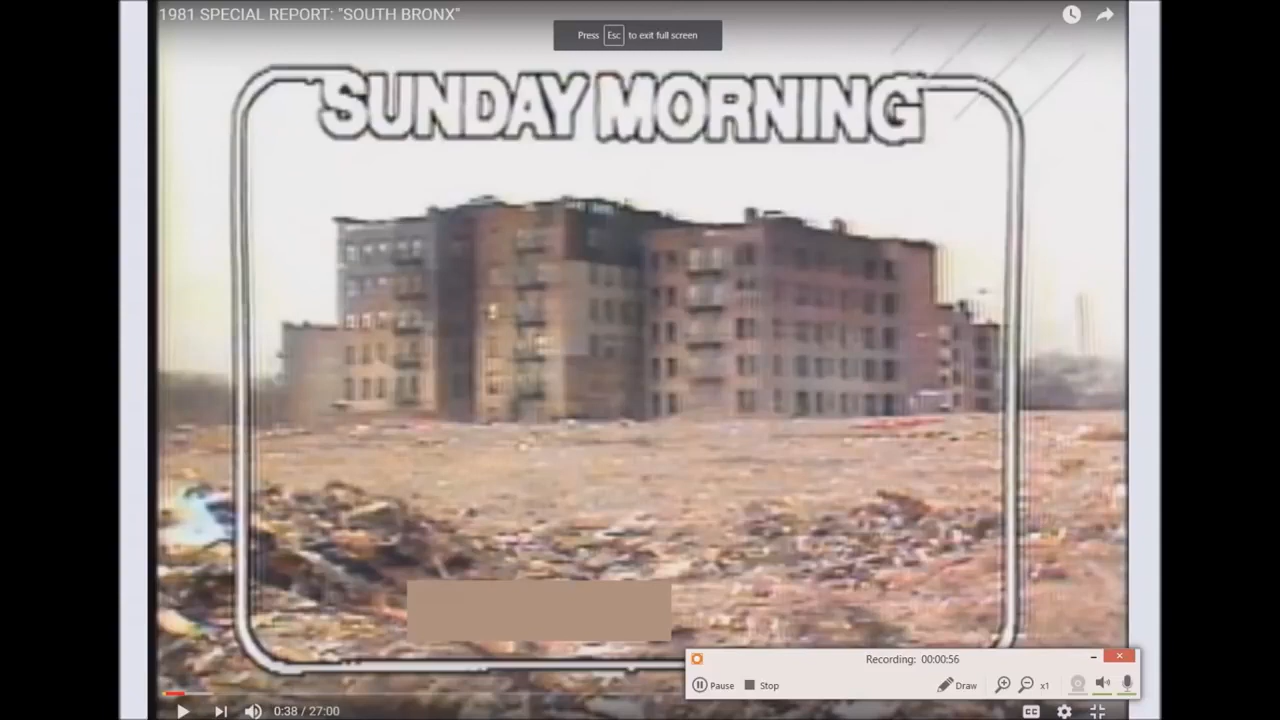 1981 SPECIAL REPORT: "SOUTH BRONX"
Press Esc to exit full screen
SUNDAY MORNING
Recording: 00:00:56
Pause Stop Draw x1
0:38 / 27:00 CC